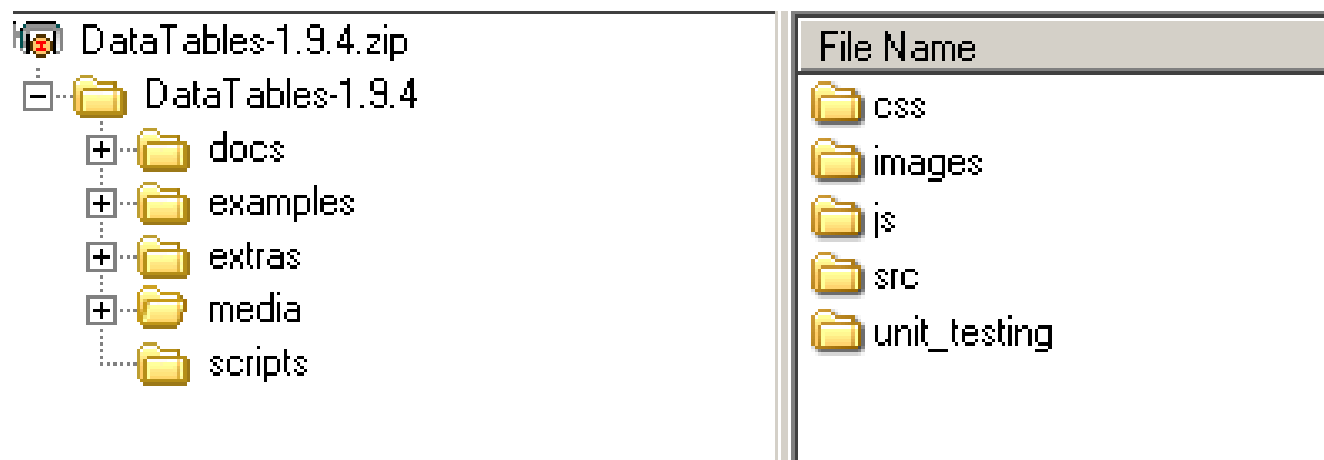 DataTables-1.9.4.zip
DataTables-1.9.4
docs
examples
extras
media
scripts
File Name
css
images
js
src
unit_testing